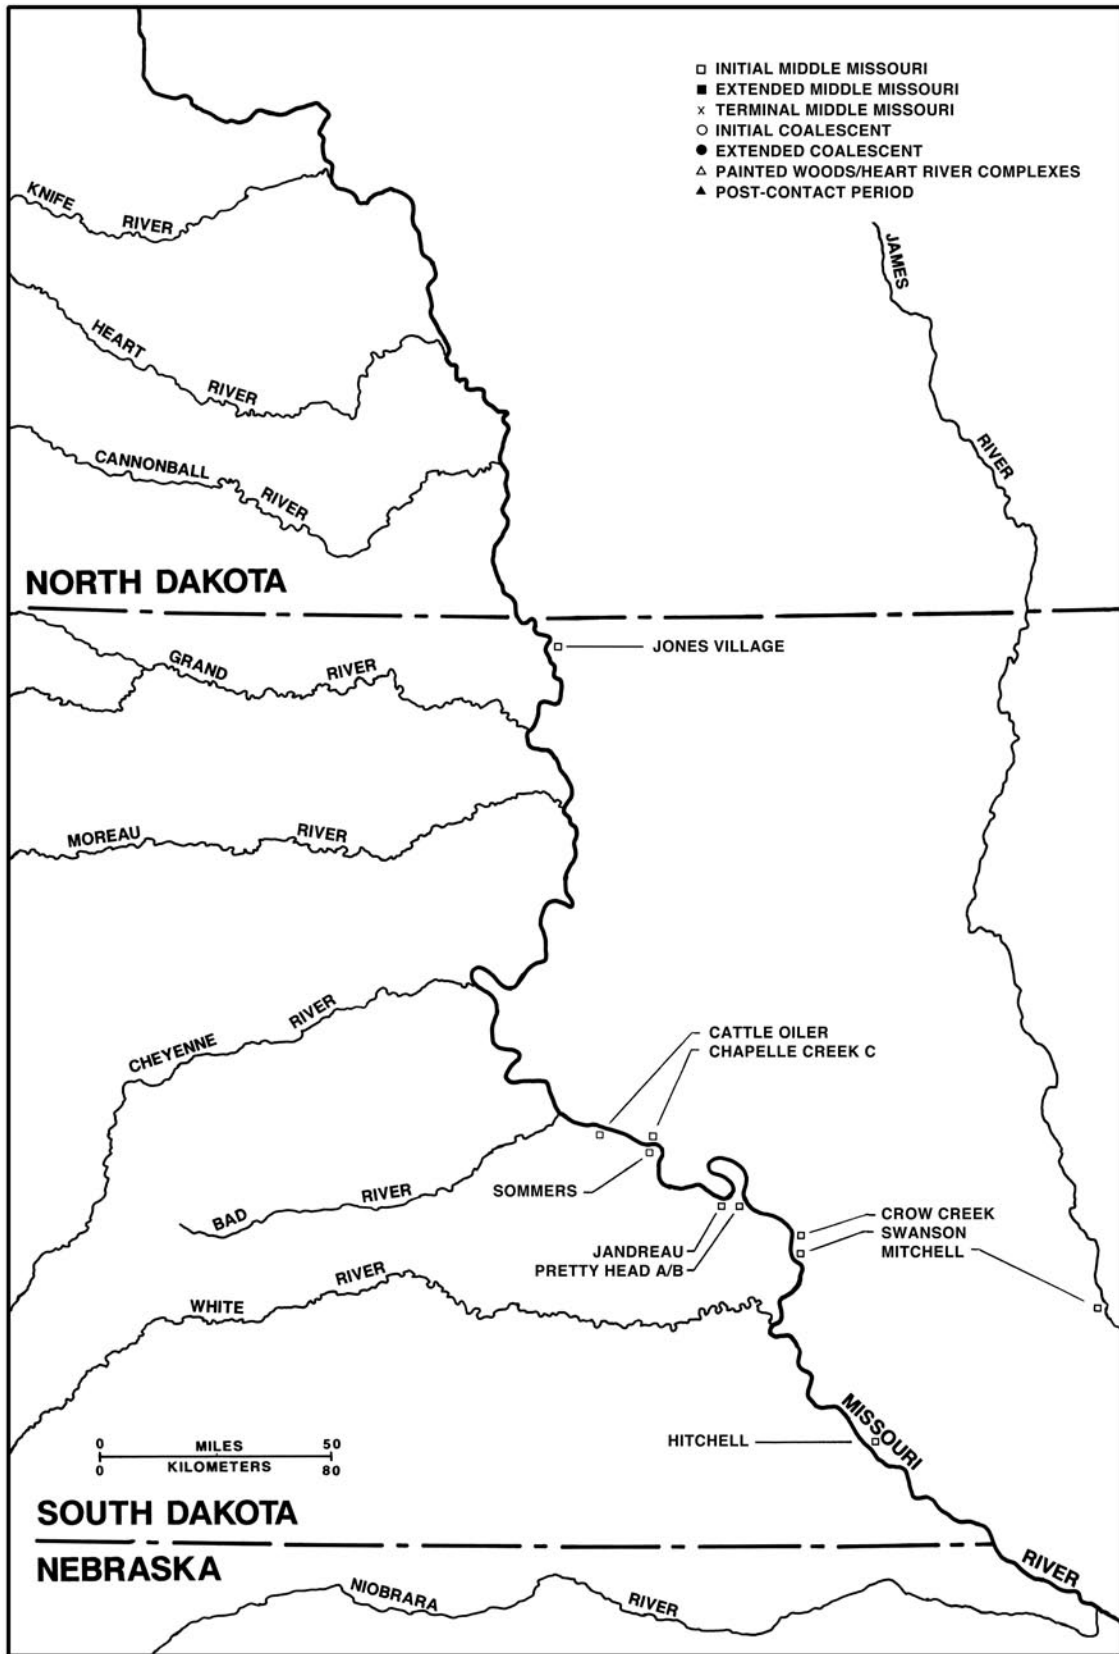 □ INITIAL MIDDLE MISSOURI
■ EXTENDED MIDDLE MISSOURI
x TERMINAL MIDDLE MISSOURI
○ INITIAL COALESCENT
● EXTENDED COALESCENT
△ PAINTED WOODS/HEART RIVER COMPLEXES
▲ POST-CONTACT PERIOD
KNIFE
RIVER
JAMES
RIVER
HEART
RIVER
CANNONBALL
RIVER
NORTH DAKOTA
JONES VILLAGE
GRAND
RIVER
MOREAU
RIVER
CHEYENNE
RIVER
CATTLE OILER
CHAPELLE CREEK C
SOMMERS
BAD
RIVER
JANDREAU
PRETTY HEAD A/B
CROW CREEK
SWANSON
MITCHELL
WHITE
RIVER
HITCHELL
MISSOURI
RIVER
0 MILES 50
0 KILOMETERS 80
SOUTH DAKOTA
NEBRASKA
NIOBRARA
RIVER